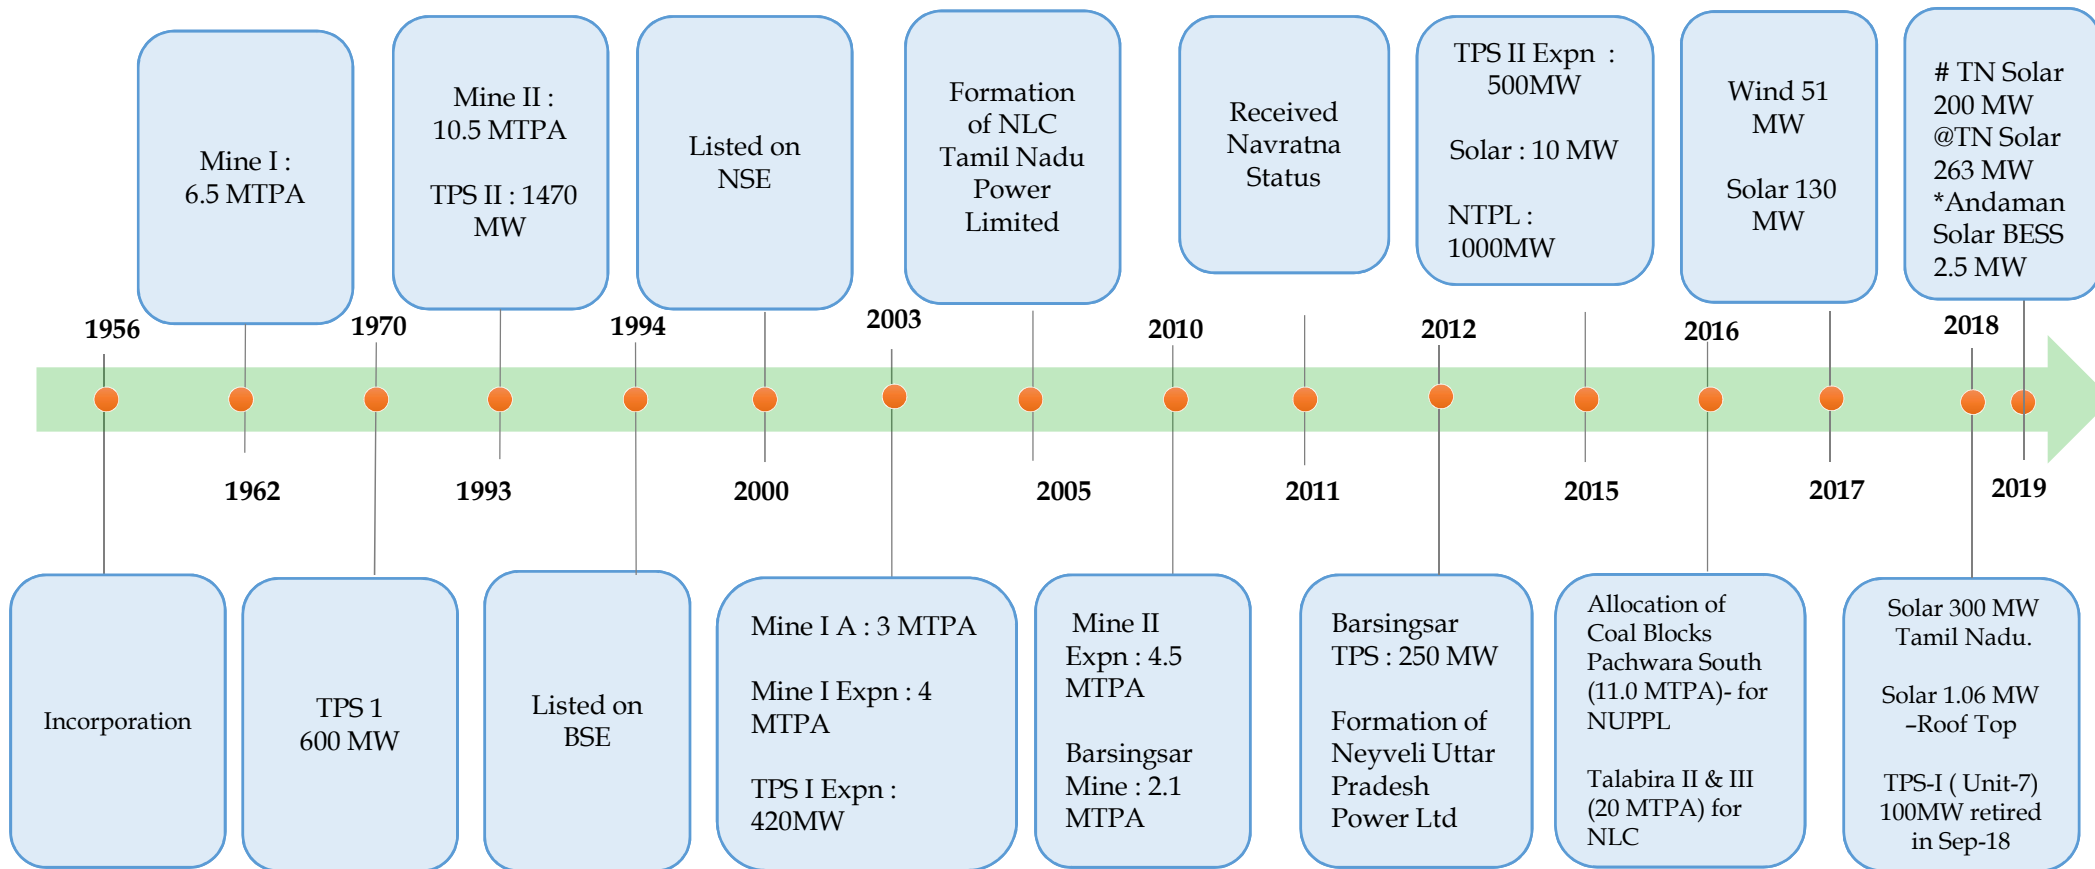 Mine I :
6.5 MTPA
Mine II :
10.5 MTPA
TPS II : 1470
MW
Listed on
NSE
Formation
of NLC
Tamil Nadu
Power
Limited
Received
Navratna
Status
TPS II Expn :
500MW
Solar : 10 MW
NTPL :
1000MW
Wind 51
MW
Solar 130
MW
# TN Solar
200 MW
@TN Solar
263 MW
*Andaman
Solar BESS
2.5 MW
1956
1970
1994
2003
2010
2012
2016
2018
1962
1993
2000
2005
2011
2015
2017
2019
Incorporation
TPS 1
600 MW
Listed on
BSE
Mine I A : 3 MTPA
Mine I Expn : 4
MTPA
TPS I Expn :
420MW
Mine II
Expn : 4.5
MTPA
Barsingsar
Mine : 2.1
MTPA
Barsingsar
TPS : 250 MW
Formation of
Neyveli Uttar
Pradesh
Power Ltd
Allocation of
Coal Blocks
Pachwara South
(11.0 MTPA)- for
NUPPL
Talabira II & III
(20 MTPA) for
NLC
Solar 300 MW
Tamil Nadu.
Solar 1.06 MW
–Roof Top
TPS-I ( Unit-7)
100MW retired
in Sep-18